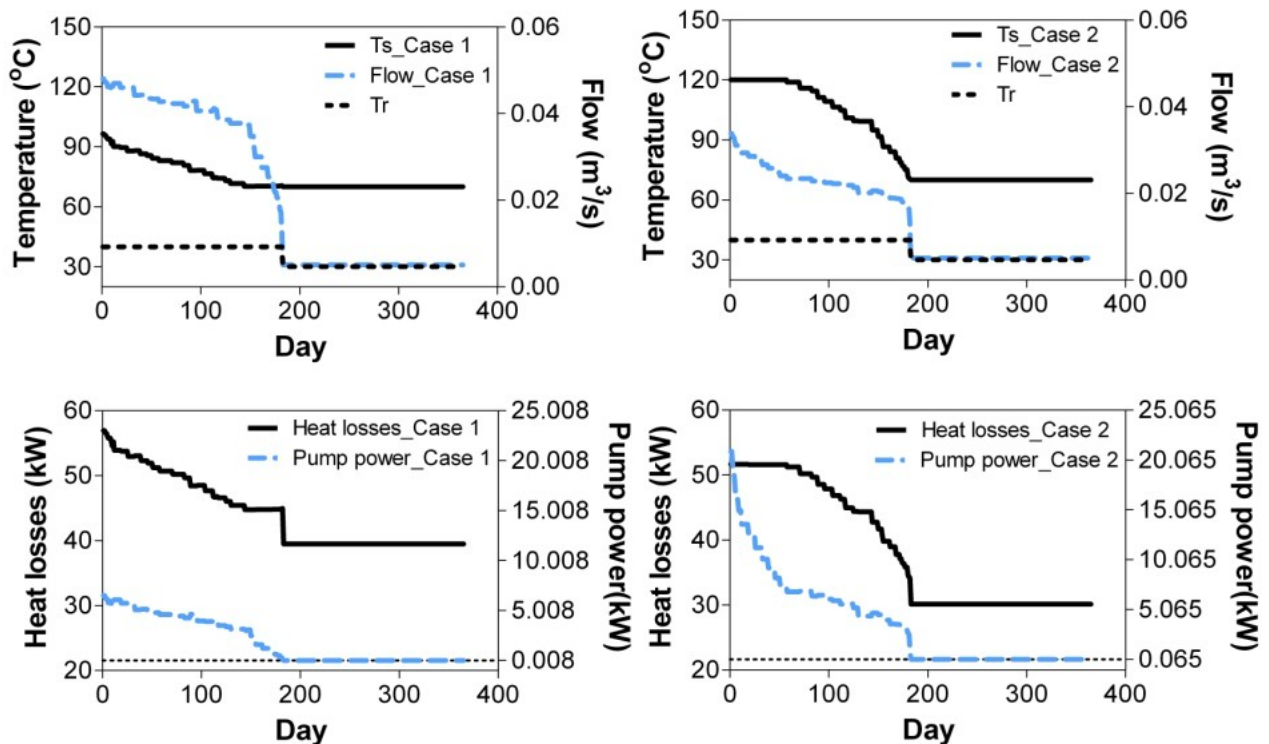 150
120
90
60
30
Temperature (°C)
Ts_Case 1
Flow_Case 1
Tr
0.06
0.04
0.02
0.00
Flow (m³/s)
0 100 200 300 400
Day
150
120
90
60
30
Temperature (°C)
Ts_Case 2
Flow_Case 2
Tr
0.06
0.04
0.02
0.00
Flow (m³/s)
0 100 200 300 400
Day
60
50
40
30
20
Heat losses (kW)
Heat losses_Case 1
Pump power_Case 1
25.008
20.008
15.008
10.008
5.008
0.008
Pump power(kW)
0 100 200 300 400
Day
60
50
40
30
20
Heat losses (kW)
Heat losses_Case 2
Pump power_Case 2
25.065
20.065
15.065
10.065
5.065
0.065
Pump power(kW)
0 100 200 300 400
Day